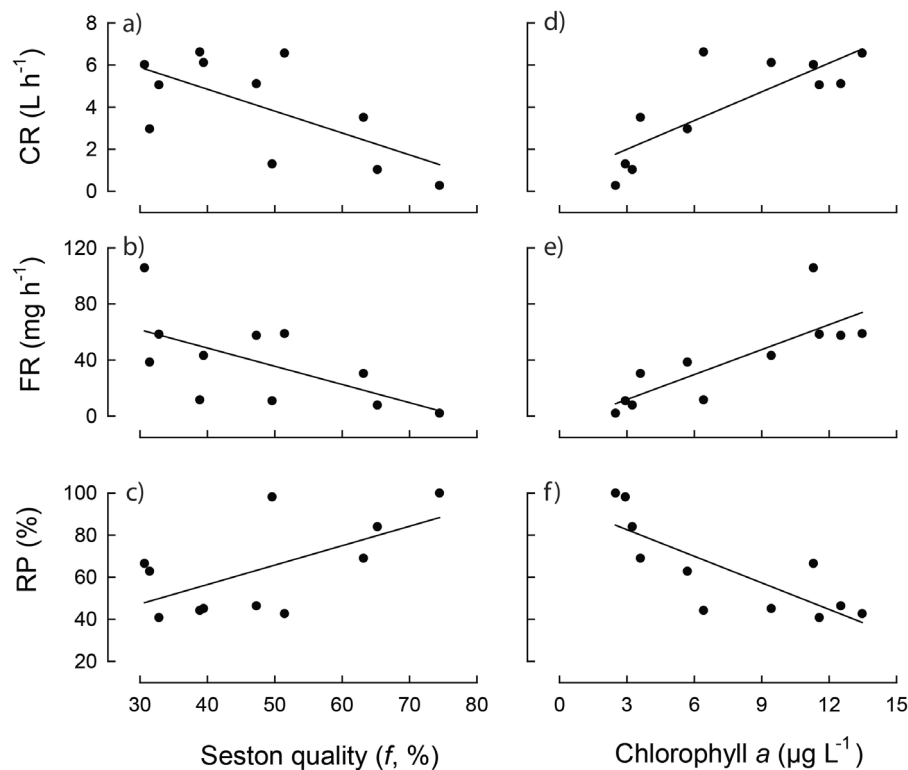 a)
8
6
4
2
0
CR (L h⁻¹)
d)
b)
120
80
40
0
FR (mg h⁻¹)
e)
c)
100
80
60
40
20
RP (%)
f)
30 40 50 60 70 80
0 3 6 9 12 15
Seston quality (f, %)
Chlorophyll a (µg L⁻¹)